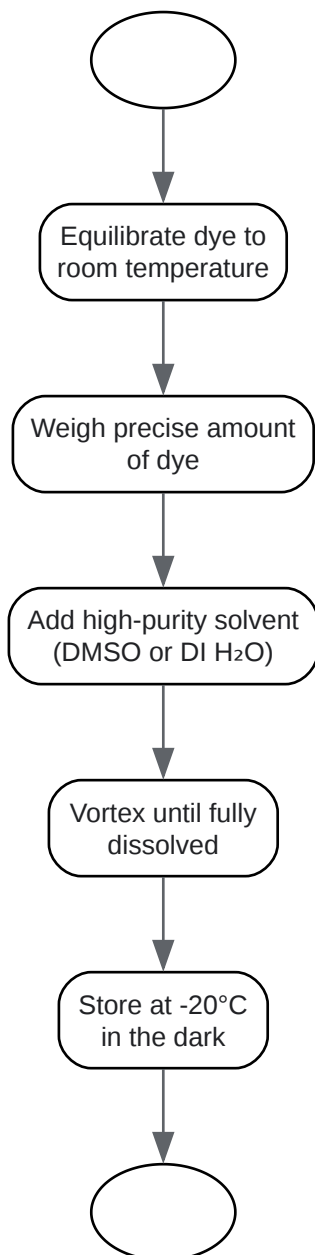 Equilibrate dye to
room temperature
Weigh precise amount
of dye
Add high-purity solvent
(DMSO or DI H₂O)
Vortex until fully
dissolved
Store at -20°C
in the dark